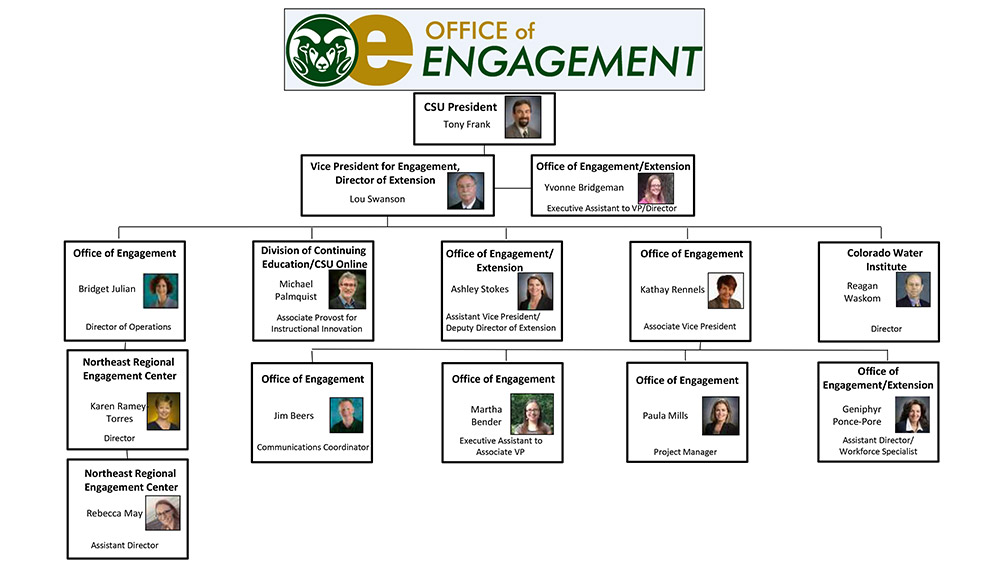 OFFICE of
ENGAGEMENT
CSU President
Tony Frank
Vice President for Engagement,
Director of Extension
Lou Swanson
Office of Engagement/Extension
Yvonne Bridgeman
Executive Assistant to VP/Director
Office of Engagement
Bridget Julian
Director of Operations
Division of Continuing
Education/CSU Online
Michael
Palmquist
Associate Provost for
Instructional Innovation
Office of Engagement/
Extension
Ashley Stokes
Assistant Vice President/
Deputy Director of Extension
Office of Engagement
Kathay Rennels
Associate Vice President
Colorado Water
Institute
Reagan
Waskom
Director
Northeast Regional
Engagement Center
Karen Ramey
Torres
Director
Office of Engagement
Jim Beers
Communications Coordinator
Office of Engagement
Martha
Bender
Executive Assistant to
Associate VP
Office of Engagement
Paula Mills
Project Manager
Office of
Engagement/Extension
Geniphyr
Ponce-Pore
Assistant Director/
Workforce Specialist
Northeast Regional
Engagement Center
Rebecca May
Assistant Director